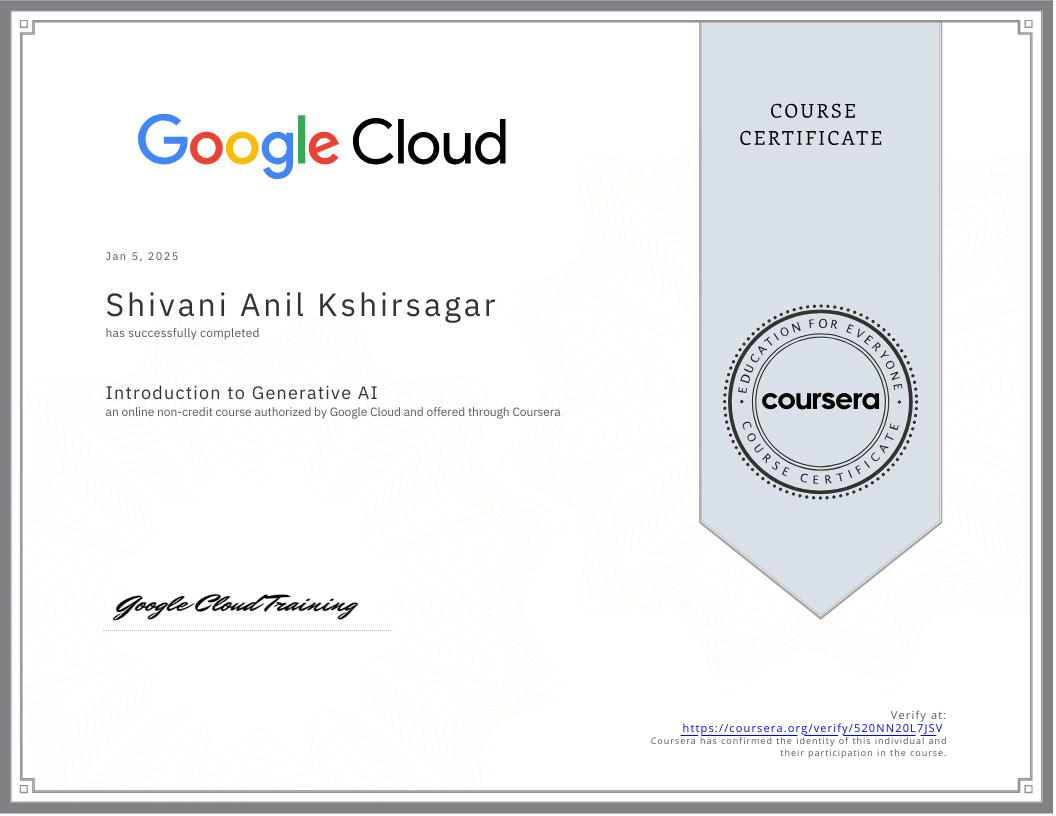 Google Cloud
COURSE
CERTIFICATE
Jan 5, 2025
Shivani Anil Kshirsagar
has successfully completed
Introduction to Generative AI
an online non-credit course authorized by Google Cloud and offered through Coursera
EDUCATION FOR EVERYONE
coursera
COURSE CERTIFICATE
Google Cloud Training
Verify at:
https://coursera.org/verify/520NN20L7JSV
Coursera has confirmed the identity of this individual and
their participation in the course.